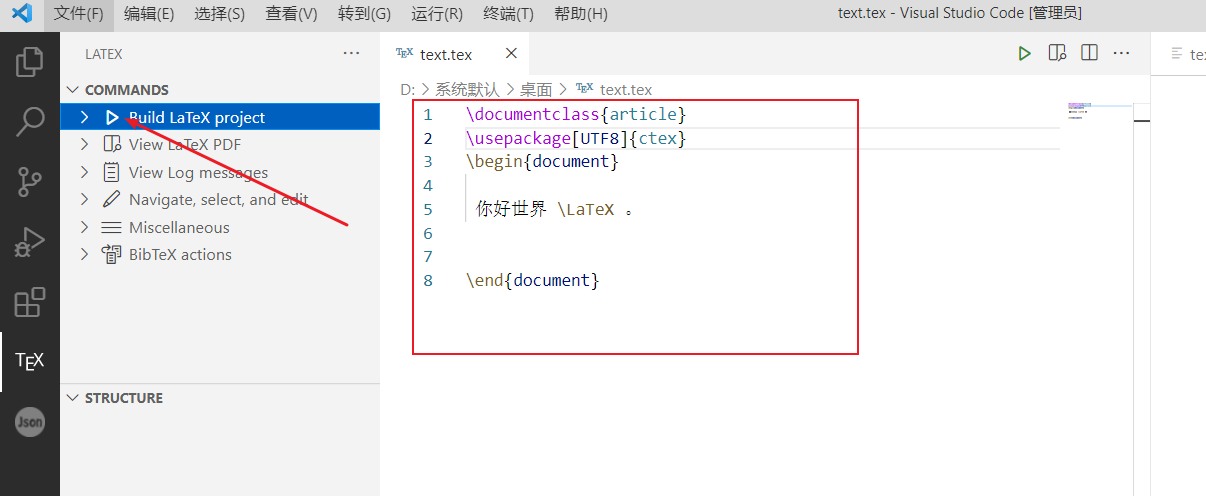 文件(F) 编辑(E) 选择(S) 查看(V) 转到(G) 运行(R) 终端(T) 帮助(H) text.tex - Visual Studio Code [管理员]
LATEX
COMMANDS
Build LaTeX project
View LaTeX PDF
View Log messages
Navigate, select, and edit
Miscellaneous
BibTeX actions
STRUCTURE
TEX
Json
TEX text.tex
te
D: > 系统默认 > 桌面 > TEX text.tex
1 \documentclass{article}
2 \usepackage[UTF8]{ctex}
3 \begin{document}
4
5 你好世界 \LaTeX 。
6
7
8 \end{document}